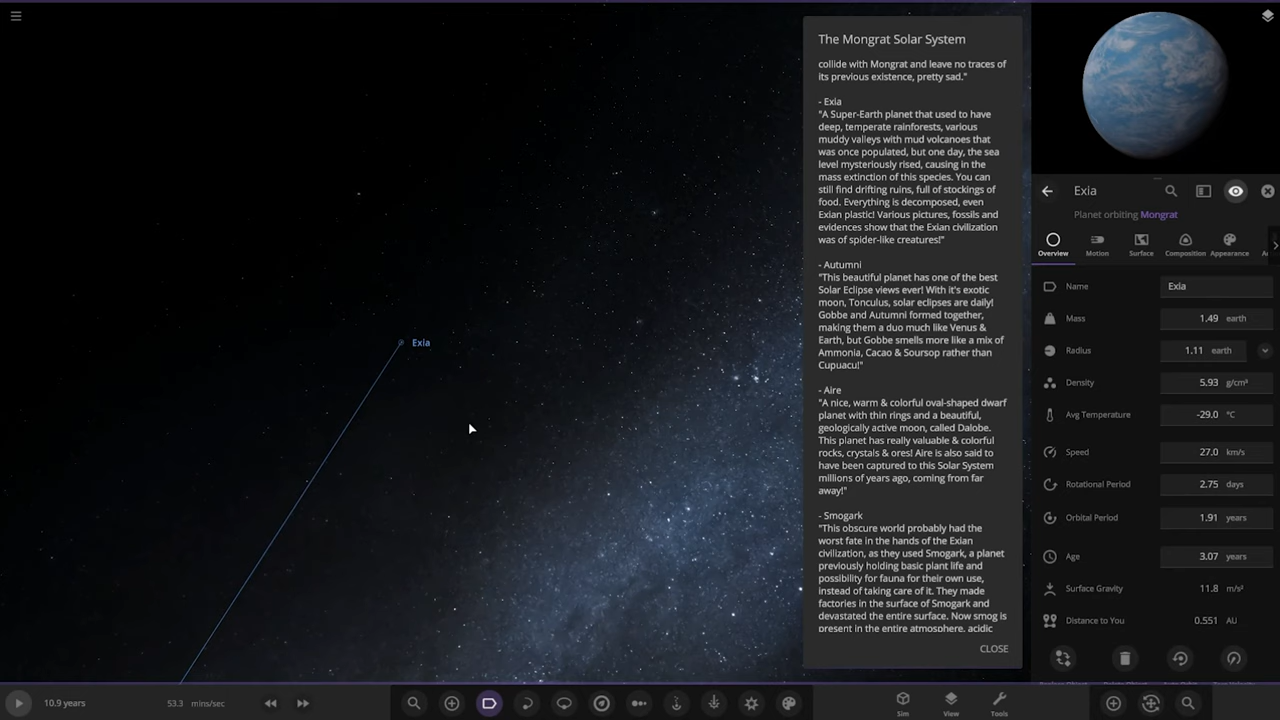 The Mongrat Solar System
collide with Mongrat and leave no traces of
its previous existence, pretty sad."
- Exia
"A Super-Earth planet that used to have
deep, temperate rainforests, various
muddy valleys with mud volcanoes that
was once populated, but one day, the sea
level mysteriously rised, causing in the
mass extinction of this species. You can
still find drifting ruins, full of stockings of
food. Everything is decomposed, even
Exian plastic! Various pictures, fossils and
evidences show that the Exian civilization
was of spider-like creatures!"
- Autumni
"This beautiful planet has one of the best
Solar Eclipse views ever! With it's exotic
moon, Tonculus, solar eclipses are daily!
Gobbe and Autumni formed together,
making them a duo much like Venus &
Earth, but Gobbe smells more like a mix of
Ammonia, Cacao & Soursop rather than
Cupuacu!"
- Aire
"A nice, warm & colorful oval-shaped dwarf
planet with thin rings and a beautiful,
geologically active moon, called Dalobe.
This planet has really valuable & colorful
rocks, crystals & ores! Aire is also said to
have been captured to this Solar System
millions of years ago, coming from far
away!"
- Smogark
"This obscure world probably had the
worst fate in the hands of the Exian
civilization, as they used Smogark, a planet
previously holding basic plant life and
possibility for fauna for their own use,
instead of taking care of it. They made
factories in the surface of Smogark and
devastated the entire surface. Now smog is
present in the entire atmosphere, acidic
CLOSE
Exia
Exia
Planet orbiting Mongrat
Overview Motion Surface Composition Appearance
Name Exia
Mass 1.49 earth
Radius 1.11 earth
Density 5.93 g/cm³
Avg Temperature -29.0 °C
Speed 27.0 km/s
Rotational Period 2.75 days
Orbital Period 1.91 years
Age 3.07 years
Surface Gravity 11.8 m/s²
Distance to You 0.551 AU
10.9 years 53.3 mins/sec
Sim View Tools